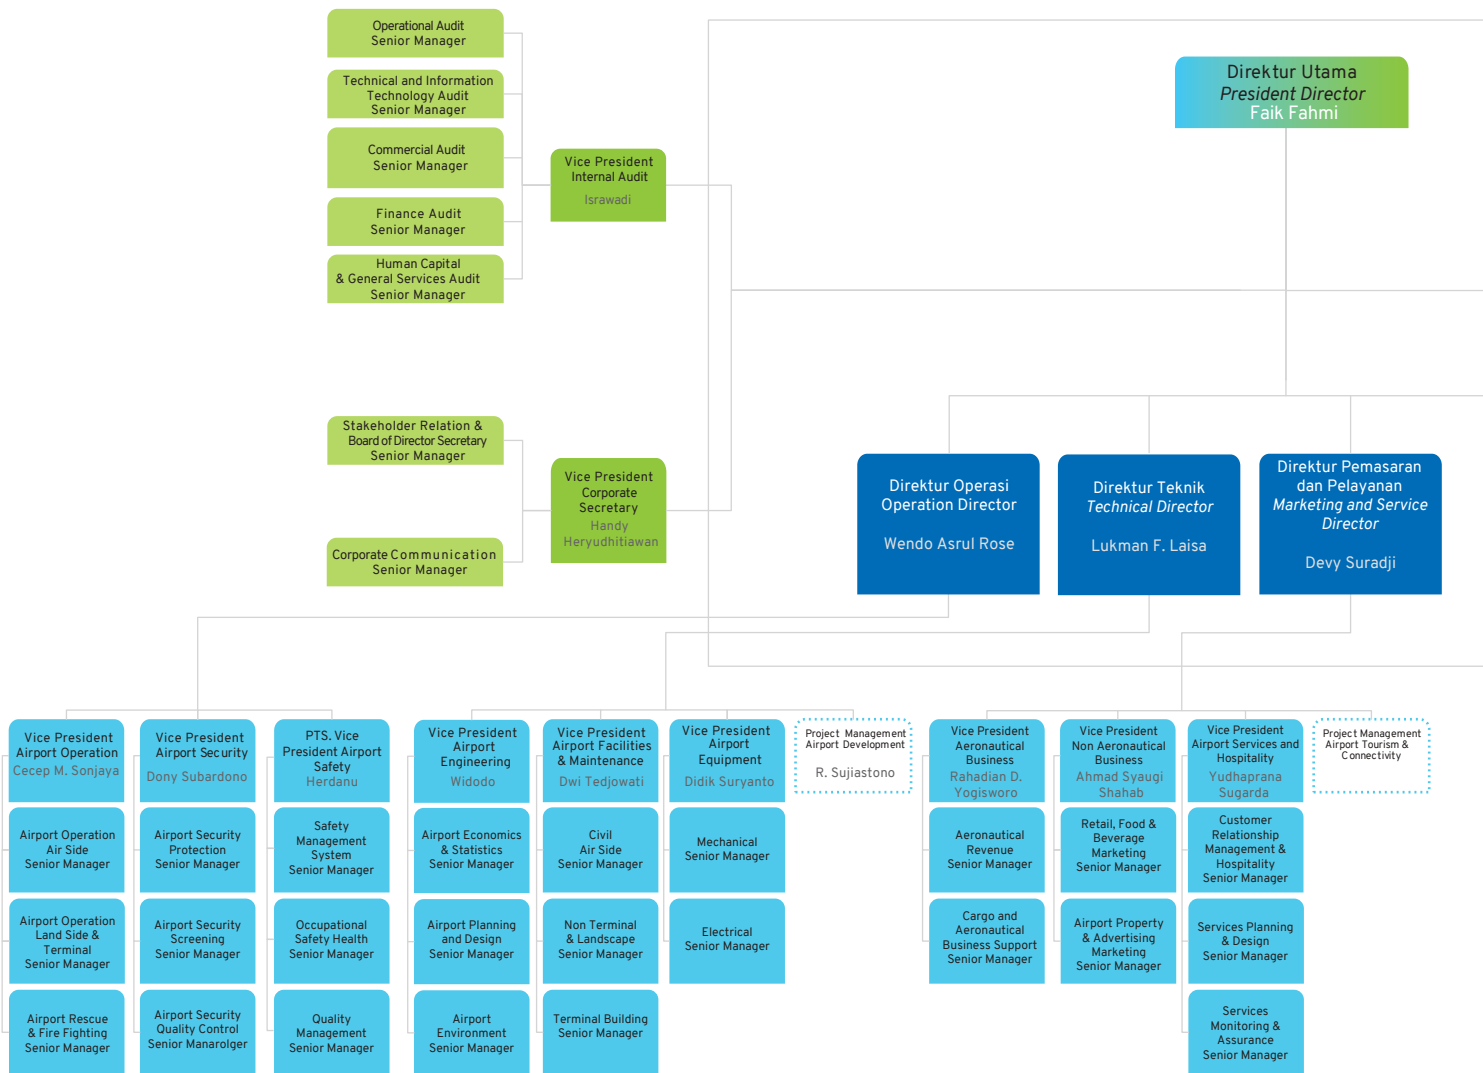 Operational Audit
Senior Manager
Technical and Information
Technology Audit
Senior Manager
Commercial Audit
Senior Manager
Finance Audit
Senior Manager
Human Capital
& General Services Audit
Senior Manager
Vice President
Internal Audit
Israwadi
Direktur Utama
President Director
Faik Fahmi
Stakeholder Relation &
Board of Director Secretary
Senior Manager
Corporate Communication
Senior Manager
Vice President
Corporate
Secretary
Handy
Heryudhitiawan
Direktur Operasi
Operation Director
Wendo Asrul Rose
Direktur Teknik
Technical Director
Lukman F. Laisa
Direktur Pemasaran
dan Pelayanan
Marketing and Service
Director
Devy Suradji
Vice President
Airport Operation
Cecep M. Sonjaya
Vice President
Airport Security
Dony Subardono
PTS. Vice
President Airport
Safety
Herdanu
Vice President
Airport
Engineering
Widodo
Vice President
Airport Facilities
& Maintenance
Dwi Tedjowati
Vice President
Airport
Equipment
Didik Suryanto
Project Management
Airport Development
R. Sujiastono
Vice President
Aeronautical
Business
Rahadian D.
Yogisworo
Vice President
Non Aeronautical
Business
Ahmad Syaugi
Shahab
Vice President
Airport Services and
Hospitality
Yudhaprana
Sugarda
Project Management
Airport Tourism &
Connectivity
Airport Operation
Air Side
Senior Manager
Airport Security
Protection
Senior Manager
Safety
Management
System
Senior Manager
Airport Economics
& Statistics
Senior Manager
Civil
Air Side
Senior Manager
Mechanical
Senior Manager
Aeronautical
Revenue
Senior Manager
Retail, Food &
Beverage
Marketing
Senior Manager
Customer
Relationship
Management &
Hospitality
Senior Manager
Airport Operation
Land Side &
Terminal
Senior Manager
Airport Security
Screening
Senior Manager
Occupational
Safety Health
Senior Manager
Airport Planning
and Design
Senior Manager
Non Terminal
& Landscape
Senior Manager
Electrical
Senior Manager
Cargo and
Aeronautical
Business Support
Senior Manager
Airport Property
& Advertising
Marketing
Senior Manager
Services Planning
& Design
Senior Manager
Airport Rescue
& Fire Fighting
Senior Manager
Airport Security
Quality Control
Senior Manarolger
Quality
Management
Senior Manager
Airport
Environment
Senior Manager
Terminal Building
Senior Manager
Services
Monitoring &
Assurance
Senior Manager